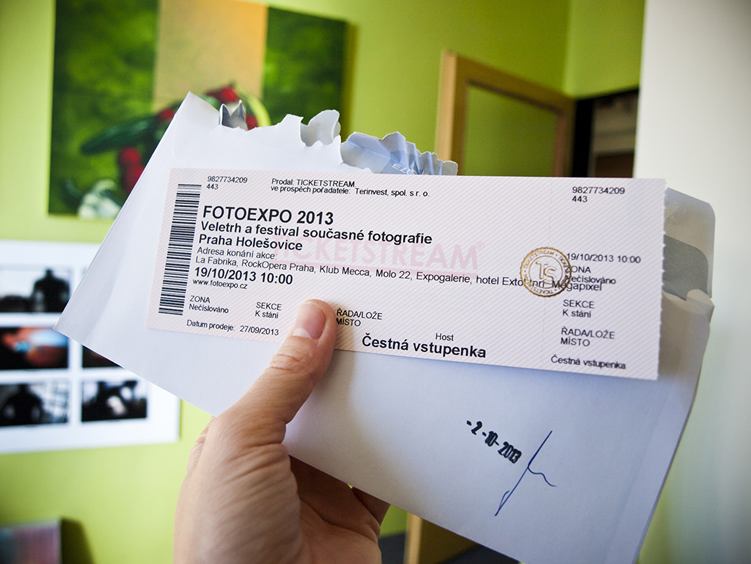 9827734209
443
Prodal: TICKETSTREAM
ve prospěch pořadatele: Terinvest, spol. s r. o.
9827734209
443
FOTOEXPO 2013
Veletrh a festival současné fotografie
Praha Holešovice
TICKETSTREAM®
Adresa konání akce:
La Fabrika, RockOpera Praha, Klub Mecca, Molo 22, Expogalerie, hotel Extol Inn, Megapixel
19/10/2013 10:00
www.fotoexpo.cz
19/10/2013 10:00
TS
ZONA
Nečíslováno
SEKCE
K stání
ŘADA/LOŽE
MÍSTO
Datum prodeje: 27/09/2013
Host
Čestná vstupenka
ZONA
Nečíslováno
SEKCE
K stání
ŘADA/LOŽE
MÍSTO
Čestná vstupenka
-2-10-2013